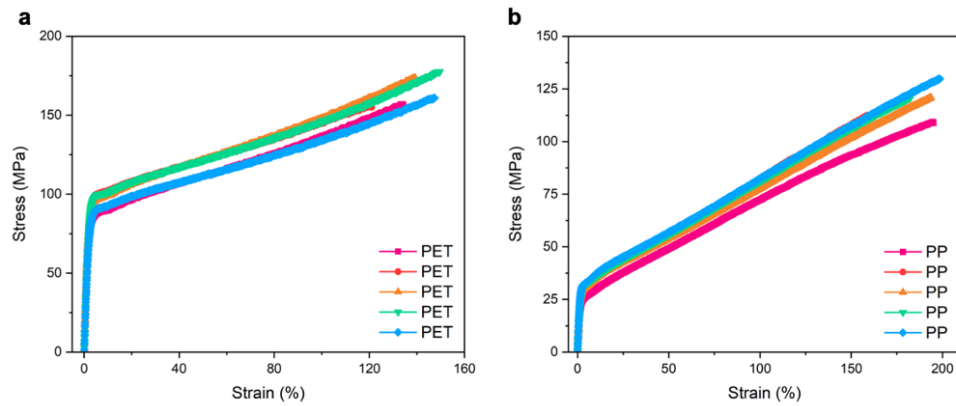 a
200
150
100
50
0
Stress (MPa)
0 40 80 120 160
Strain (%)
PET
PET
PET
PET
PET
b
150
125
100
75
50
25
0
Stress (MPa)
0 50 100 150 200
Strain (%)
PP
PP
PP
PP
PP